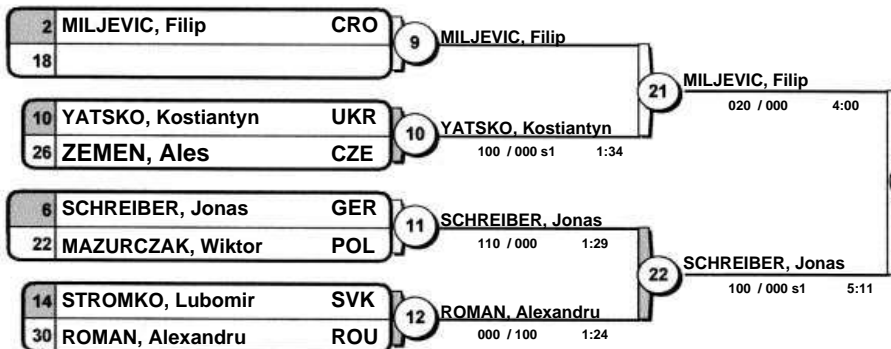 2 MILJEVIC, Filip CRO
18
9
MILJEVIC, Filip
10 YATSKO, Kostiantyn UKR
26 ZEMEN, Ales CZE
10
YATSKO, Kostiantyn
100 / 000 s1 1:34
21
MILJEVIC, Filip
020 / 000 4:00
6 SCHREIBER, Jonas GER
22 MAZURCZAK, Wiktor POL
11
SCHREIBER, Jonas
110 / 000 1:29
14 STROMKO, Lubomir SVK
30 ROMAN, Alexandru ROU
12
ROMAN, Alexandru
000 / 100 1:24
22
SCHREIBER, Jonas
100 / 000 s1 5:11